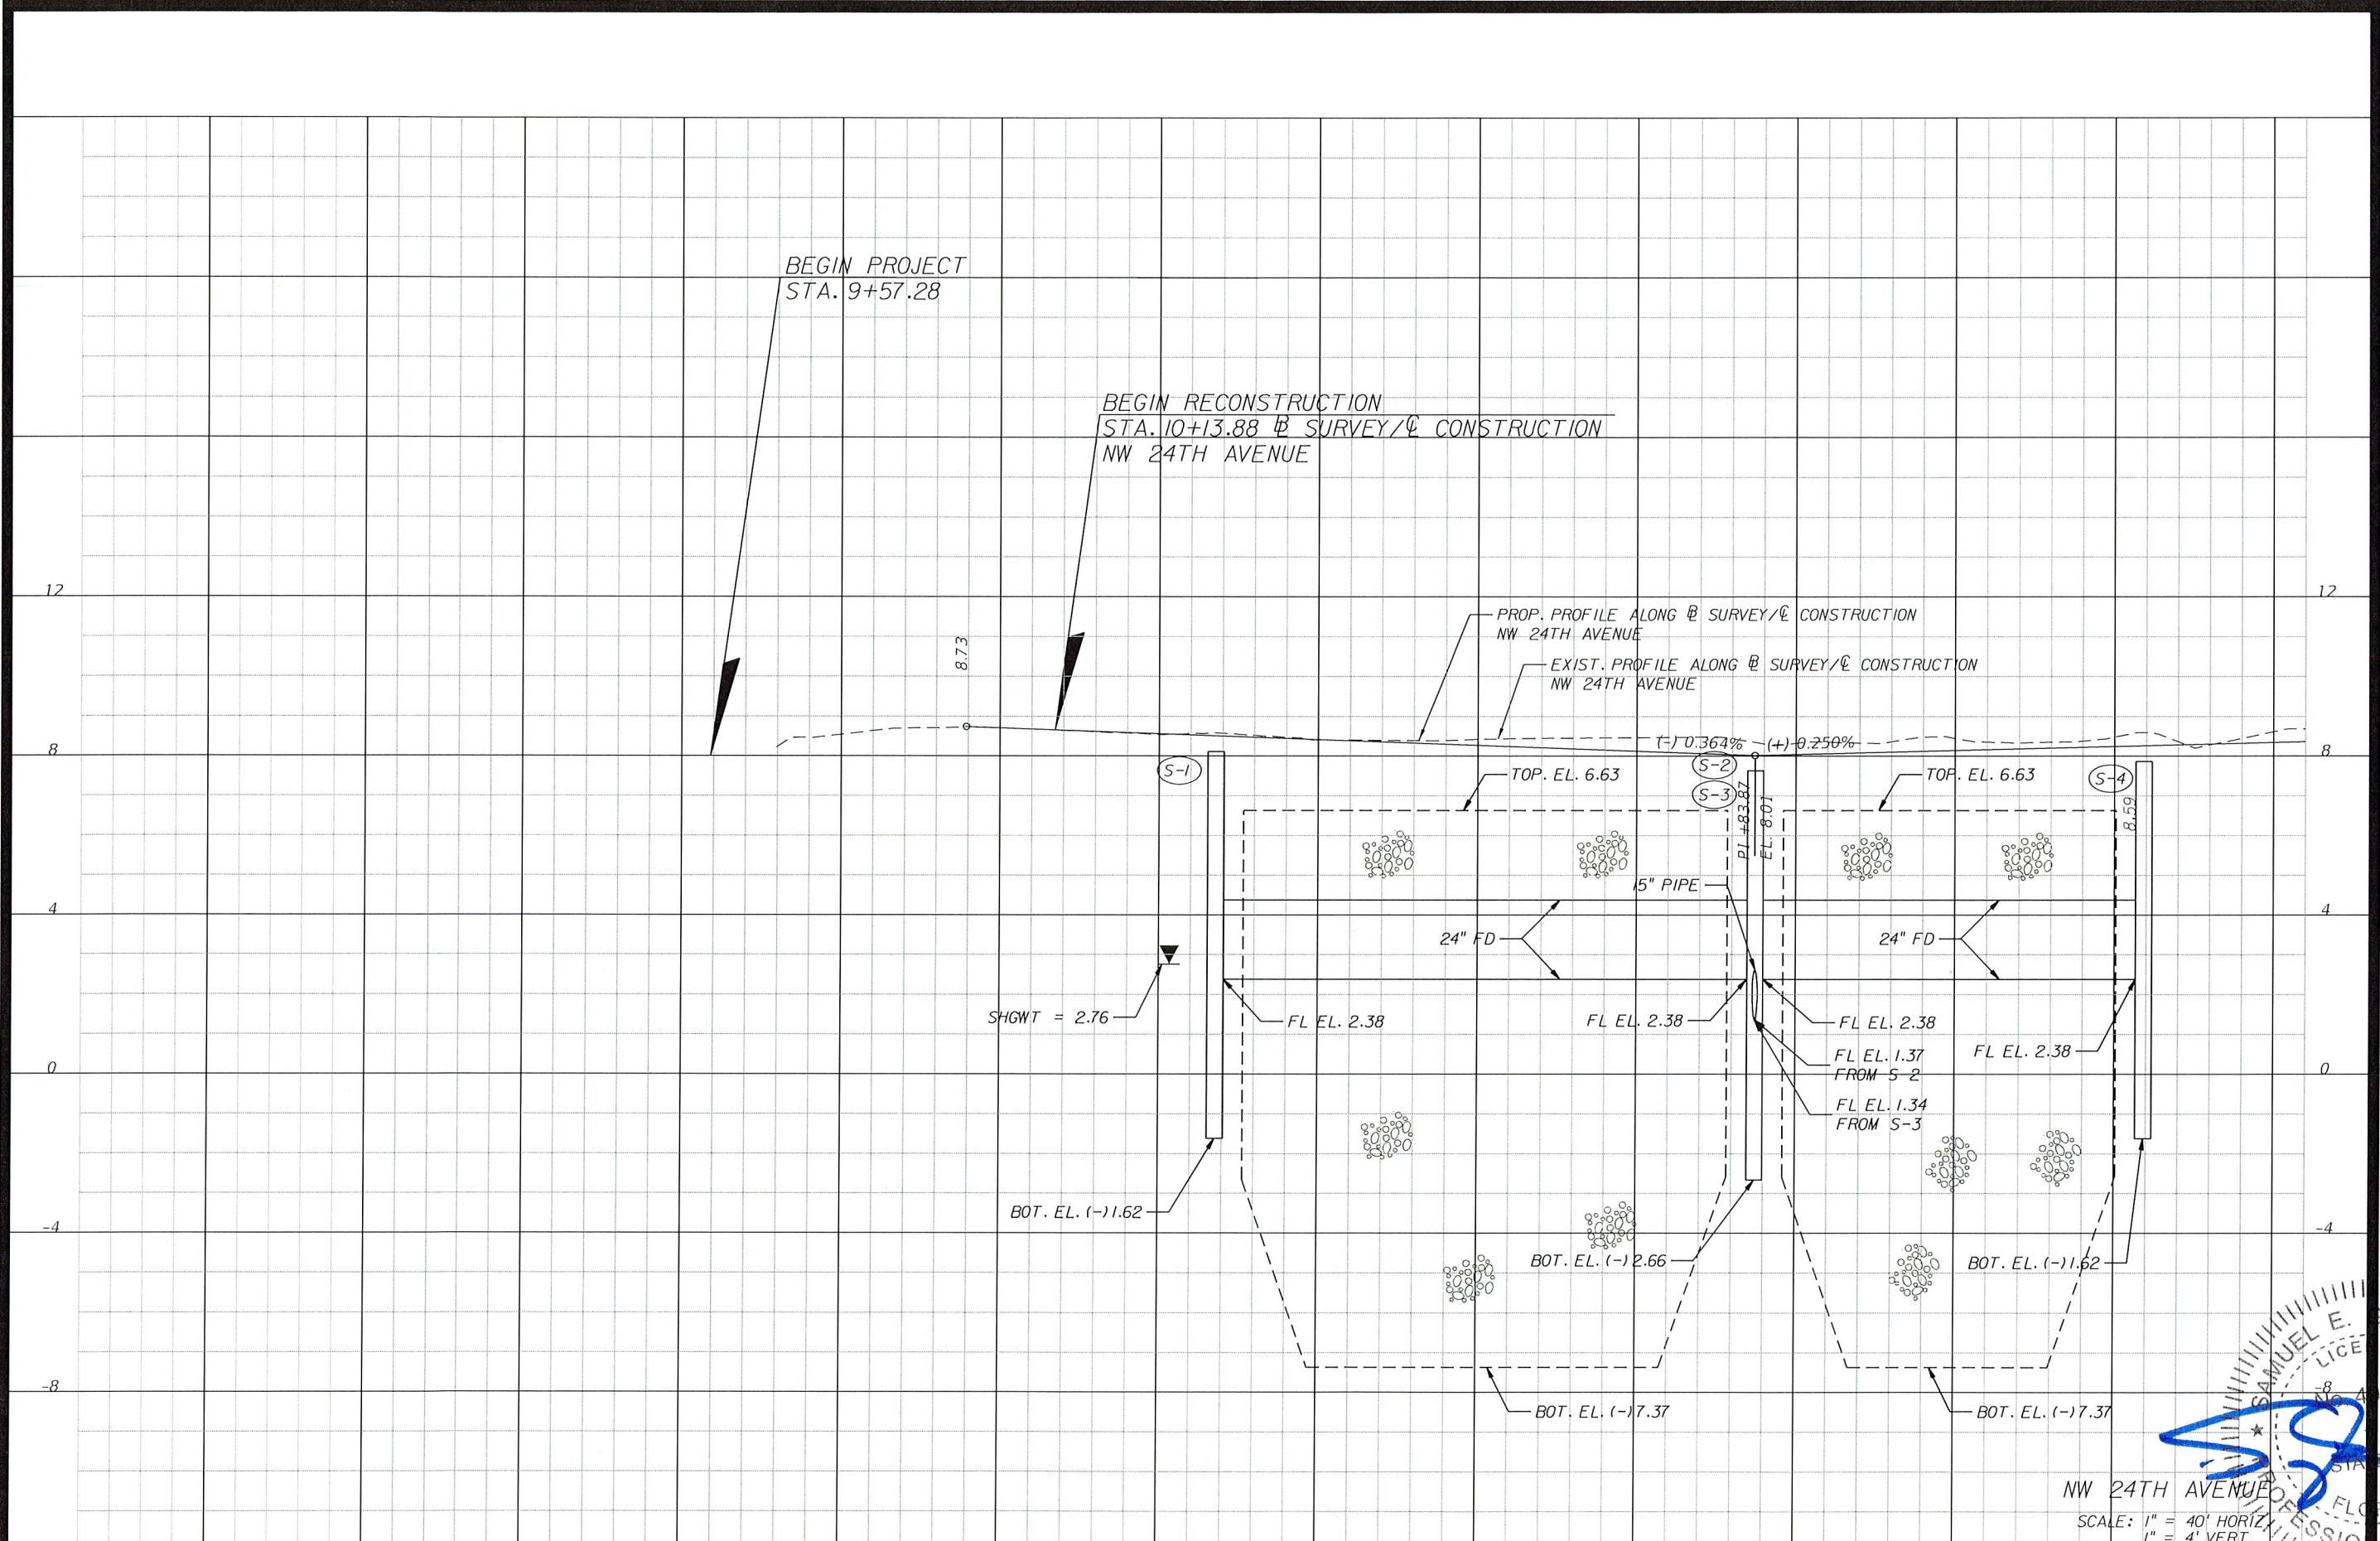 BEGIN PROJECT
STA. 9+57.28
BEGIN RECONSTRUCTION
STA. 10+13.88 ⅊ SURVEY/℄ CONSTRUCTION
NW 24TH AVENUE
12
12
8.73
PROP. PROFILE ALONG ⅊ SURVEY/℄ CONSTRUCTION
NW 24TH AVENUE
EXIST. PROFILE ALONG ⅊ SURVEY/℄ CONSTRUCTION
NW 24TH AVENUE
8
(-) 0.364%
(+) 0.250%
8
S-1
S-2
S-3
TOP. EL. 6.63
PI +83.87
EL. 8.01
TOP. EL. 6.63
S-4
8.59
15" PIPE
4
4
24" FD
24" FD
SHGWT = 2.76
FL EL. 2.38
FL EL. 2.38
FL EL. 2.38
FL EL. 2.38
FL EL. 1.37
FROM S-2
0
0
FL EL. 1.34
FROM S-3
BOT. EL. (-)1.62
-4
-4
BOT. EL. (-)2.66
BOT. EL. (-)1.62
-8
-8
BOT. EL. (-)7.37
BOT. EL. (-)7.37
SAMUEL E.
NW 24TH AVENUE
SCALE: 1" = 40' HORIZ.
1" = 4' VERT.